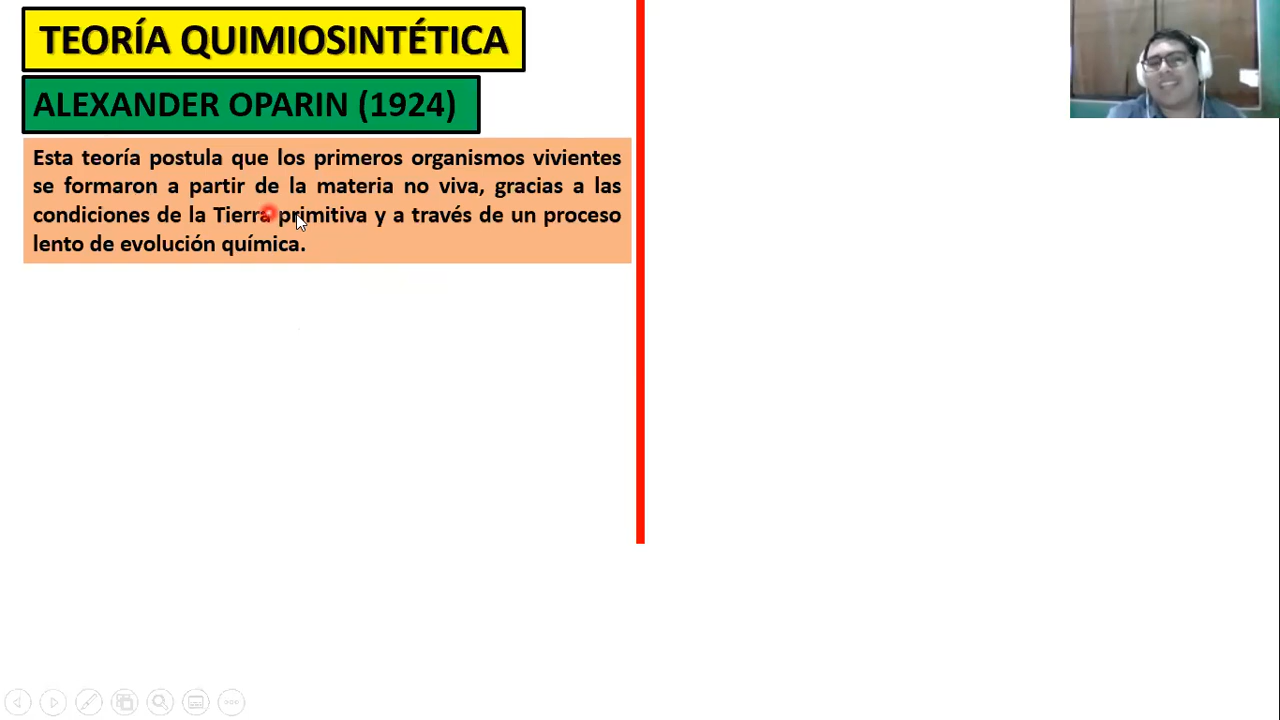 TEORÍA QUIMIOSINTÉTICA
ALEXANDER OPARIN (1924)
Esta teoría postula que los primeros organismos vivientes
se formaron a partir de la materia no viva, gracias a las
condiciones de la Tierra primitiva y a través de un proceso
lento de evolución química.